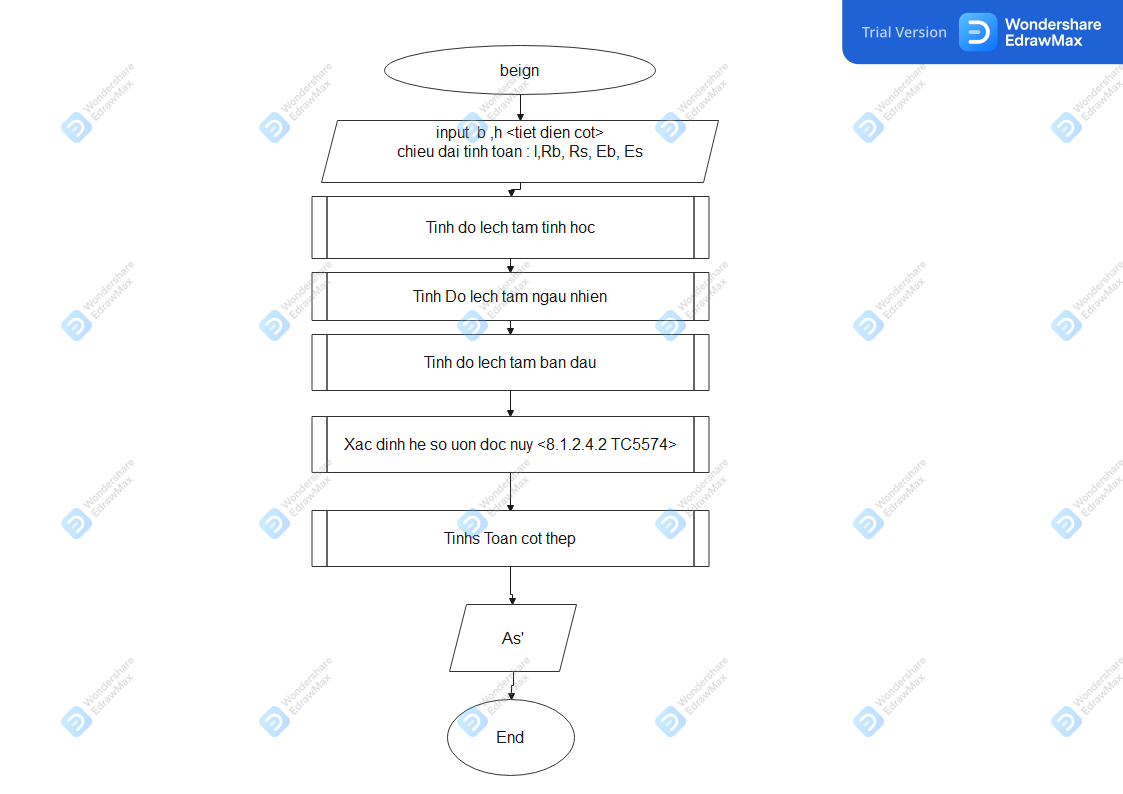 Trial Version
Wondershare
EdrawMax
beign
input b ,h <tiet dien cot>
chieu dai tinh toan : l,Rb, Rs, Eb, Es
Tinh do lech tam tinh hoc
Tinh Do lech tam ngau nhien
Tinh do lech tam ban dau
Xac dinh he so uon doc nuy <8.1.2.4.2 TC5574>
Tinhs Toan cot thep
As'
End